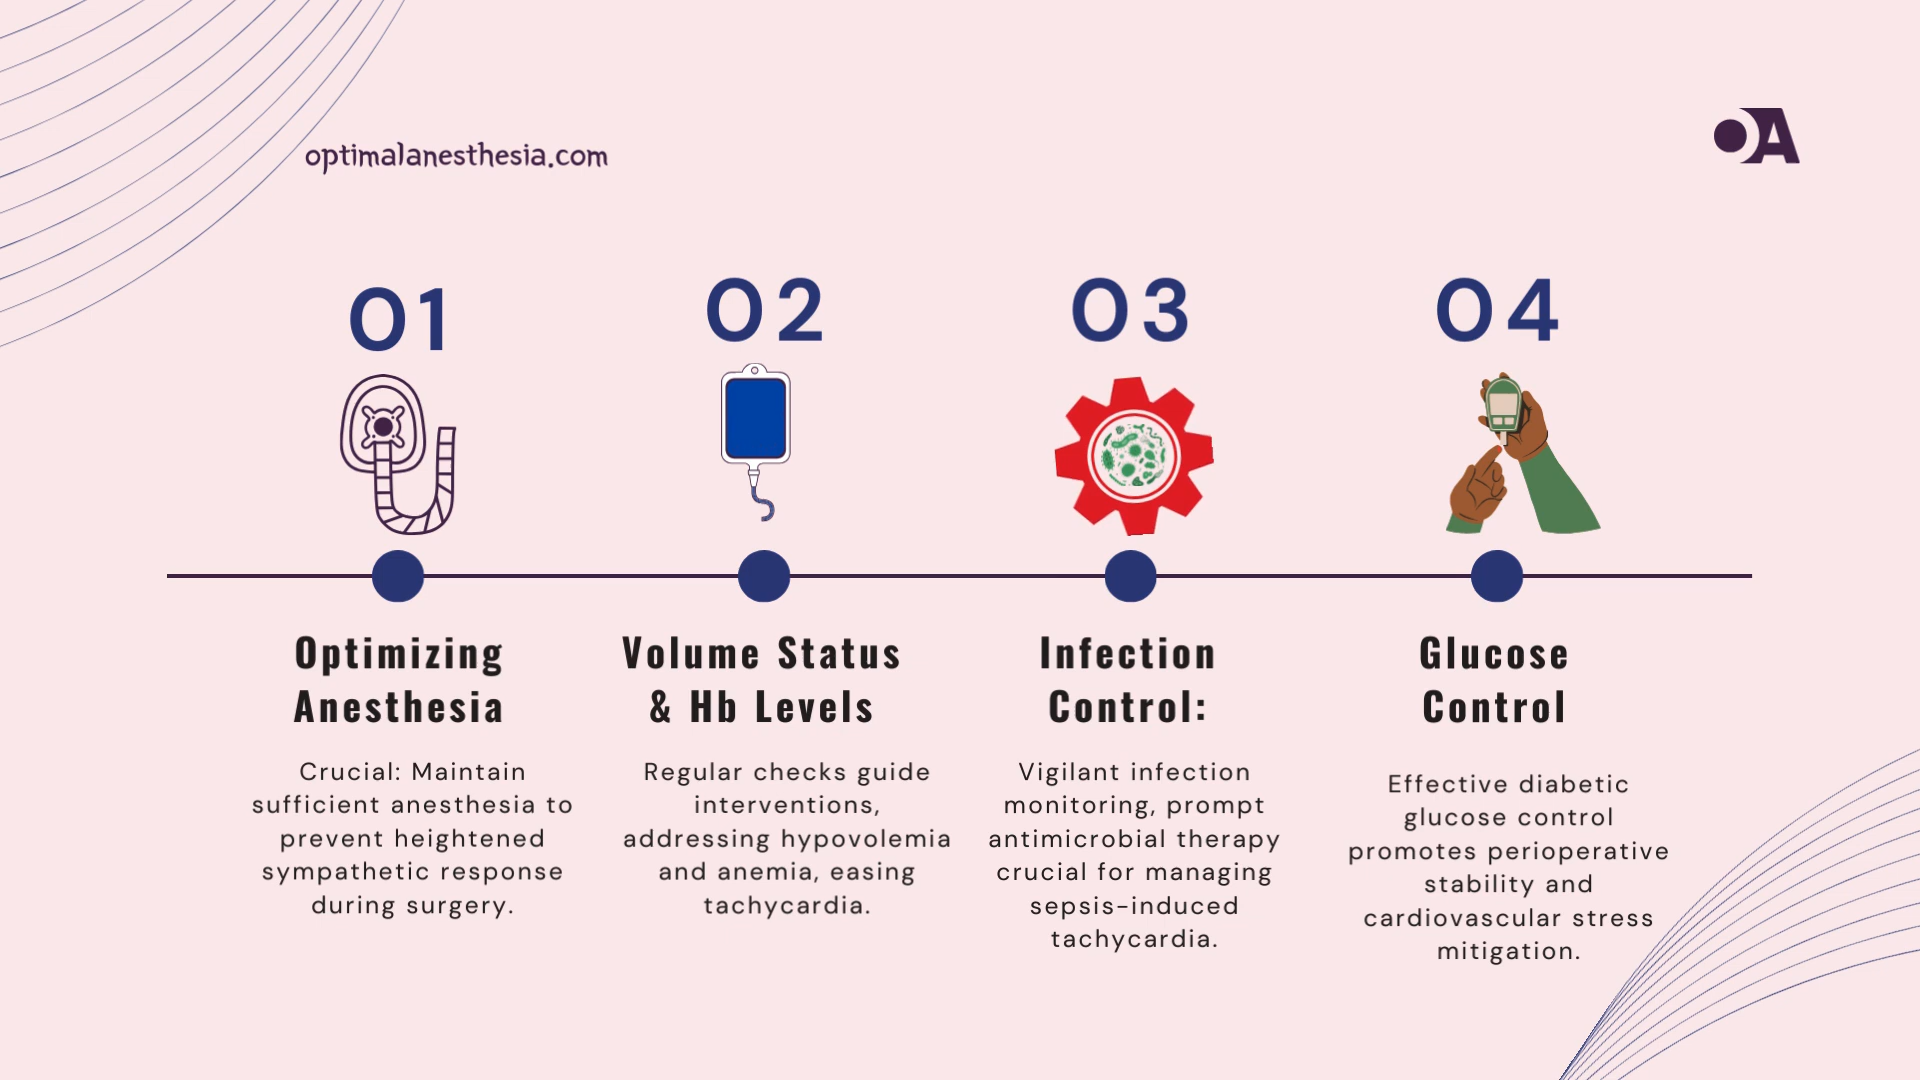 optimalanesthesia.com
OA
01
02
03
04
Optimizing
Anesthesia
Crucial: Maintain
sufficient anesthesia to
prevent heightened
sympathetic response
during surgery.
Volume Status
& Hb Levels
Regular checks guide
interventions,
addressing hypovolemia
and anemia, easing
tachycardia.
Infection
Control:
Vigilant infection
monitoring, prompt
antimicrobial therapy
crucial for managing
sepsis-induced
tachycardia.
Glucose
Control
Effective diabetic
glucose control
promotes perioperative
stability and
cardiovascular stress
mitigation.